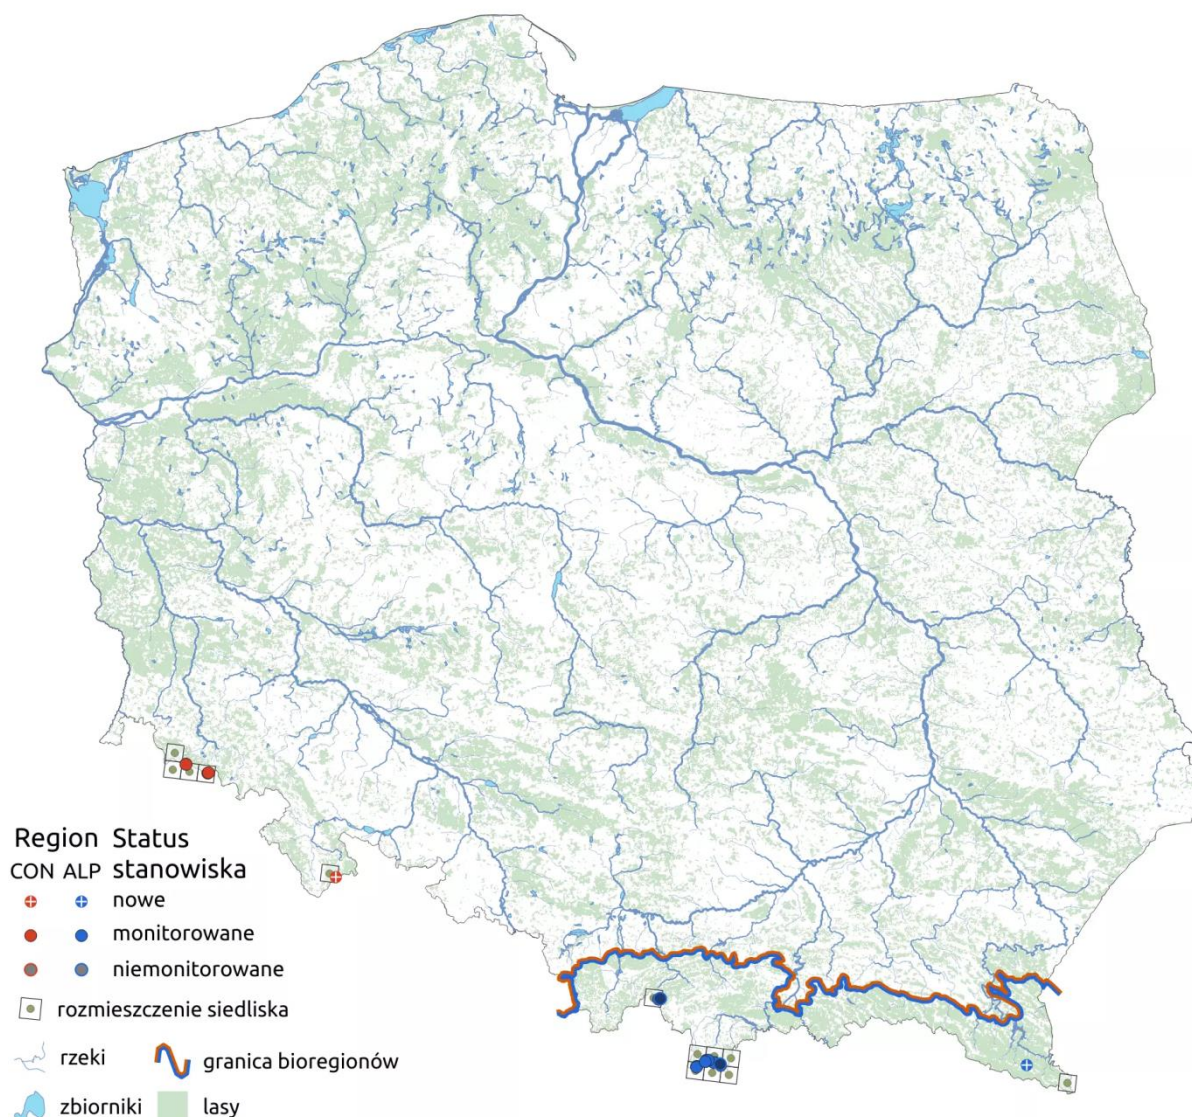 Region Status
CON ALP stanowiska
nowe
monitorowane
niemonitorowane
rozmieszczenie siedliska
rzeki granica bioregionów
zbiorniki lasy